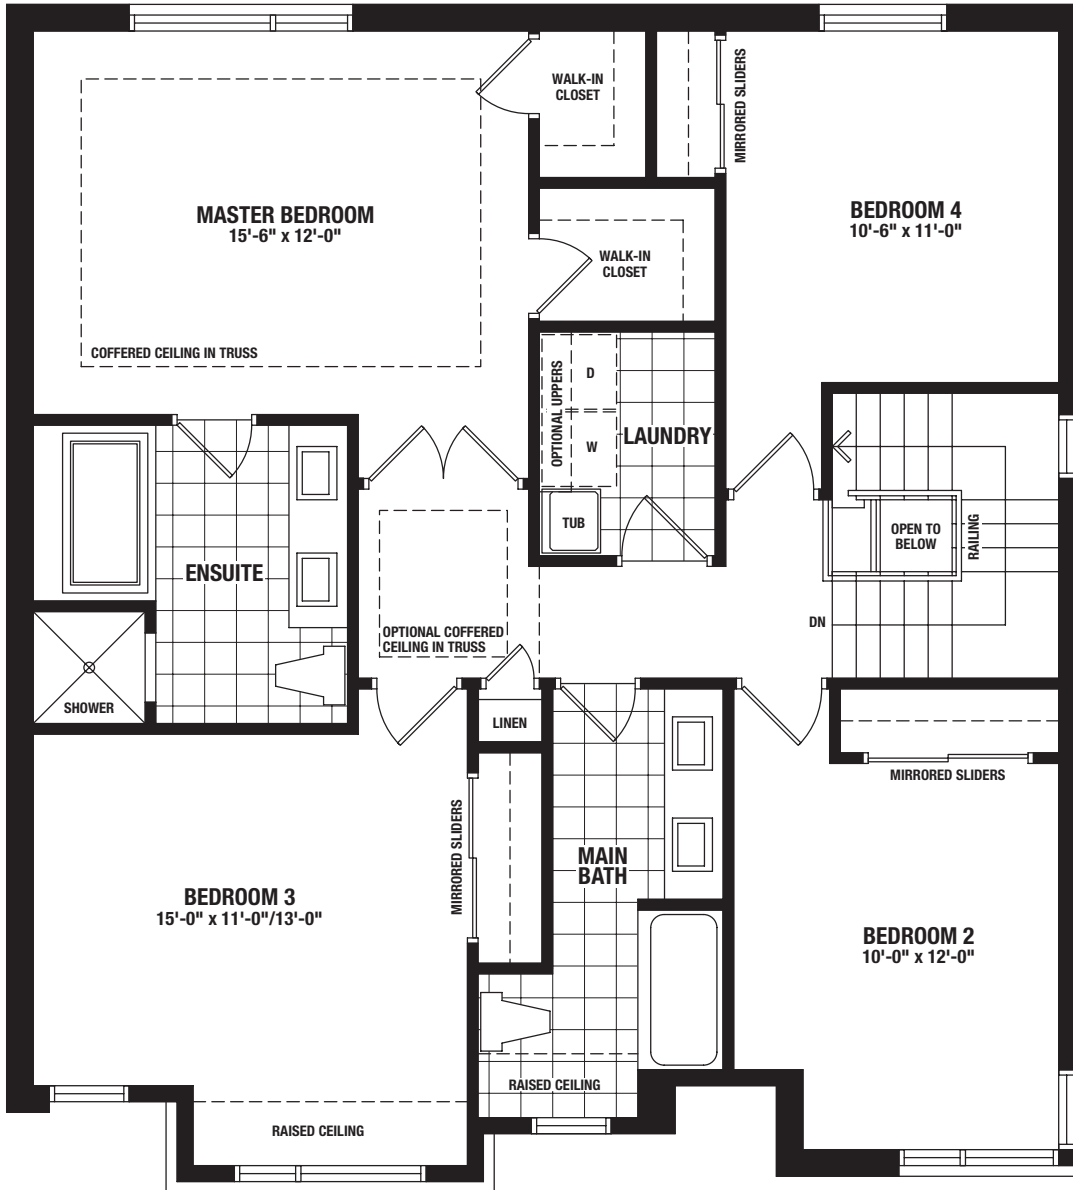 WALK-IN
CLOSET
MIRRORED SLIDERS
MASTER BEDROOM
15'-6" x 12'-0"
BEDROOM 4
10'-6" x 11'-0"
WALK-IN
CLOSET
COFFERED CEILING IN TRUSS
OPTIONAL UPPERS
D
W
LAUNDRY
TUB
OPEN TO
BELOW
RAILING
ENSUITE
OPTIONAL COFFERED
CEILING IN TRUSS
DN
SHOWER
LINEN
MIRRORED SLIDERS
MIRRORED SLIDERS
MAIN
BATH
BEDROOM 3
15'-0" x 11'-0"/13'-0"
BEDROOM 2
10'-0" x 12'-0"
RAISED CEILING
RAISED CEILING